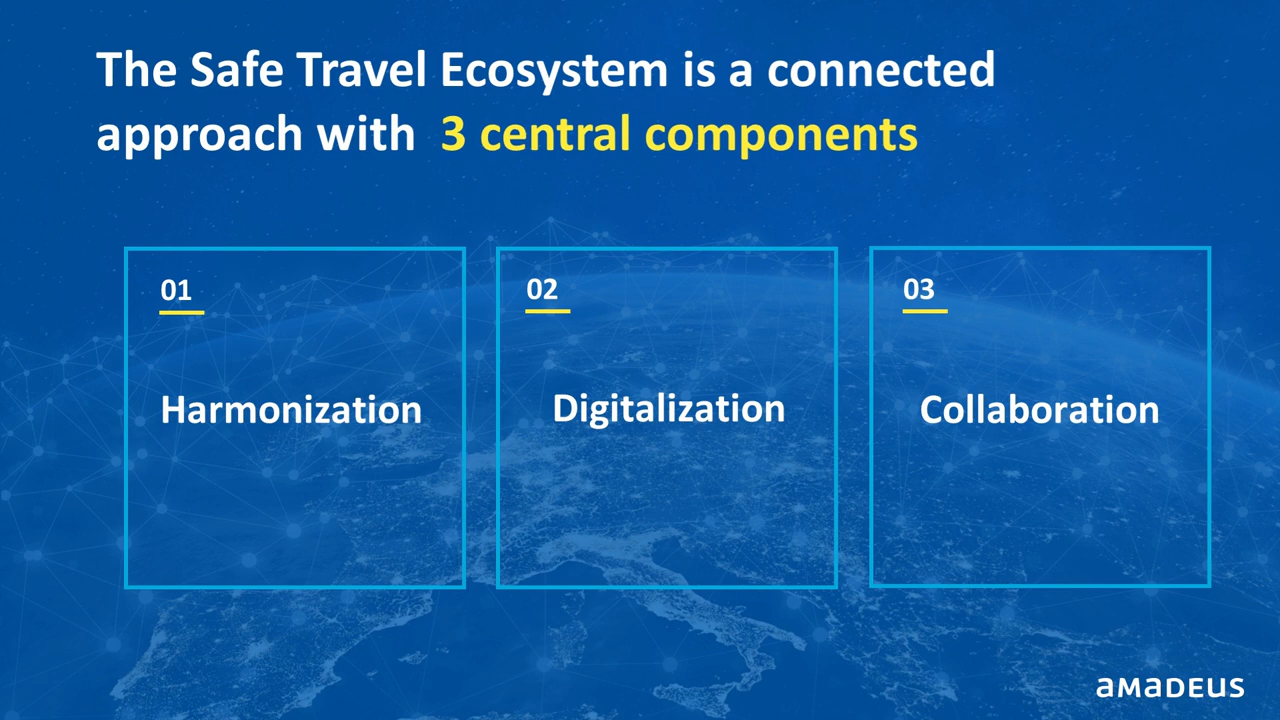 The Safe Travel Ecosystem is a connected
approach with 3 central components
01
Harmonization
02
Digitalization
03
Collaboration
amadeus